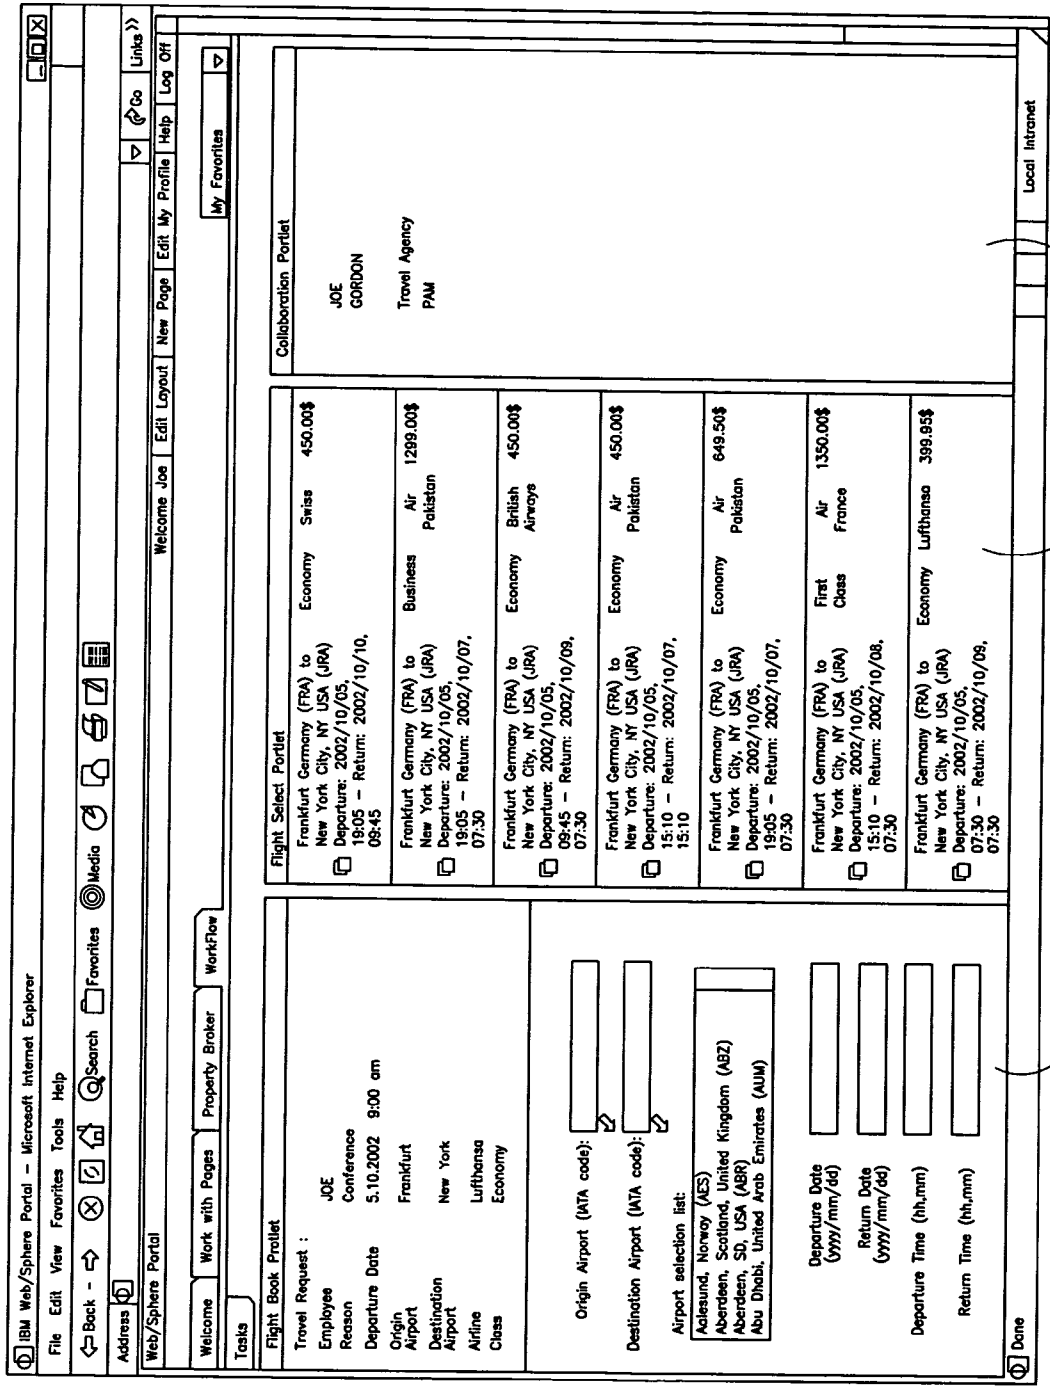 IBM Web/Sphere Portal – Microsoft Internet Explorer
File Edit View Favorites Tools Help
Back - Search Favorites Media
Address Go Links
Web/Sphere Portal Welcome Joe Edit Layout New Page Edit My Profile Help Log Off
Welcome Work with Pages Property Broker WorkFlow My Favorites
Tasks
Flight Book Protlet
Travel Request :
Employee JOE
Reason Conference
Departure Date 5.10.2002 9:00 am
Origin Airport Frankfurt
Destination Airport New York
Airline Lufthansa
Class Economy
Origin Airport (IATA code):
Destination Airport (IATA code):
Airport selection list:
Aalesund, Norway (AES)
Aberdeen, Scotland, United Kingdom (ABZ)
Aberdeen, SD, USA (ABR)
Abu Dhabi, United Arab Emirates (AUM)
Departure Date
(yyyy/mm/dd)
Return Date
(yyyy/mm/dd)
Departure Time (hh,mm)
Return Time (hh,mm)
Flight Select Portlet
Frankfurt Germany (FRA) to
New York City, NY USA (JRA)
Departure: 2002/10/05,
19:05 – Return: 2002/10/10,
09:45
Economy Swiss 450.00$
Frankfurt Germany (FRA) to
New York City, NY USA (JRA)
Departure: 2002/10/05,
19:05 – Return: 2002/10/07,
07:30
Business Air Pakistan 1299.00$
Frankfurt Germany (FRA) to
New York City, NY USA (JRA)
Departure: 2002/10/05,
09:45 – Return: 2002/10/09,
07:30
Economy British Airways 450.00$
Frankfurt Germany (FRA) to
New York City, NY USA (JRA)
Departure: 2002/10/05,
15:10 – Return: 2002/10/07,
15:10
Economy Air Pakistan 450.00$
Frankfurt Germany (FRA) to
New York City, NY USA (JRA)
Departure: 2002/10/05,
19:05 – Return: 2002/10/07,
07:30
Economy Air Pakistan 649.50$
Frankfurt Germany (FRA) to
New York City, NY USA (JRA)
Departure: 2002/10/05,
15:10 – Return: 2002/10/08,
07:30
First Class Air France 1350.00$
Frankfurt Germany (FRA) to
New York City, NY USA (JRA)
Departure: 2002/10/05,
07:30 – Return: 2002/10/09,
07:30
Economy Lufthansa 399.95$
Collaboration Portlet
JOE
GORDON
Travel Agency
PAM
Done Local Intranet